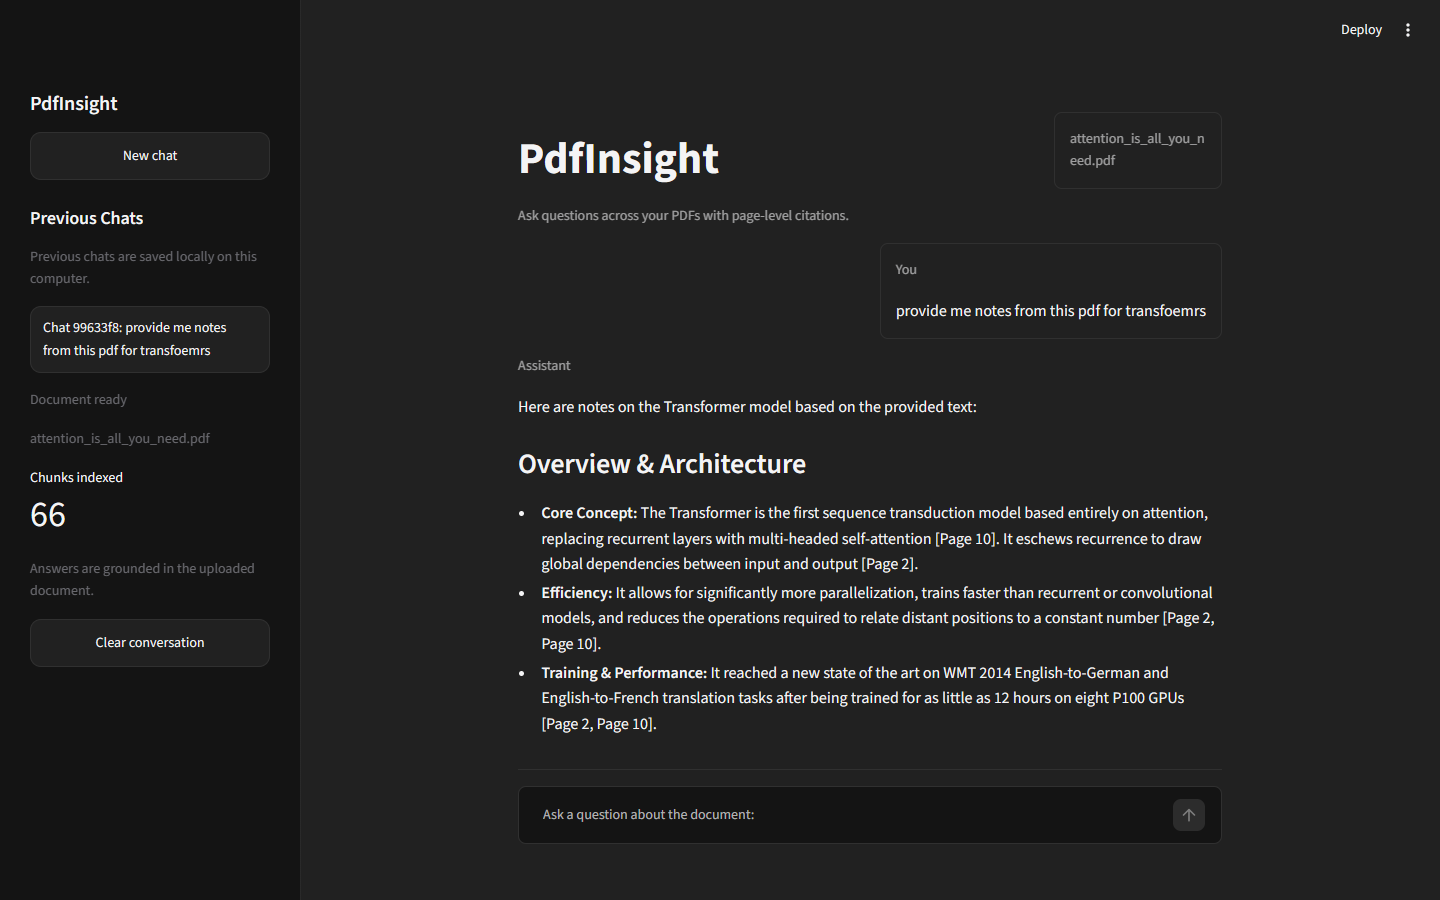 Deploy
PdfInsight
New chat
Previous Chats
Previous chats are saved locally on this
computer.
Chat 99633f8: provide me notes
from this pdf for transfoemrs
Document ready
attention_is_all_you_need.pdf
Chunks indexed
66
Answers are grounded in the uploaded
document.
Clear conversation
attention_is_all_you_n
eed.pdf
PdfInsight
Ask questions across your PDFs with page-level citations.
You
provide me notes from this pdf for transfoemrs
Assistant
Here are notes on the Transformer model based on the provided text:
Overview & Architecture
• Core Concept: The Transformer is the first sequence transduction model based entirely on attention,
replacing recurrent layers with multi-headed self-attention [Page 10]. It eschews recurrence to draw
global dependencies between input and output [Page 2].
• Efficiency: It allows for significantly more parallelization, trains faster than recurrent or convolutional
models, and reduces the operations required to relate distant positions to a constant number [Page 2,
Page 10].
• Training & Performance: It reached a new state of the art on WMT 2014 English-to-German and
English-to-French translation tasks after being trained for as little as 12 hours on eight P100 GPUs
[Page 2, Page 10].
Ask a question about the document: